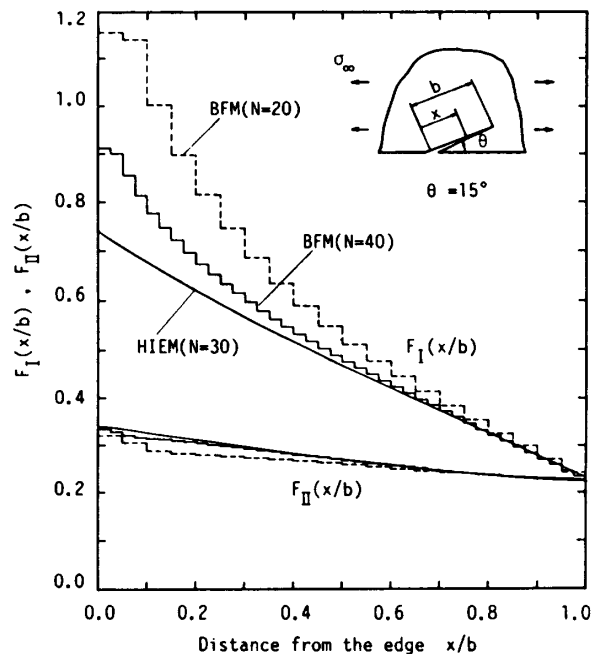 1.2
1.0
0.8
0.6
0.4
0.2
0.0
F_I(x/b) , F_II(x/b)
BFM(N=20)
BFM(N=40)
HIEM(N=30)
F_I(x/b)
F_II(x/b)
σ∞
b
x
θ
θ =15°
0.0 0.2 0.4 0.6 0.8 1.0
Distance from the edge x/b